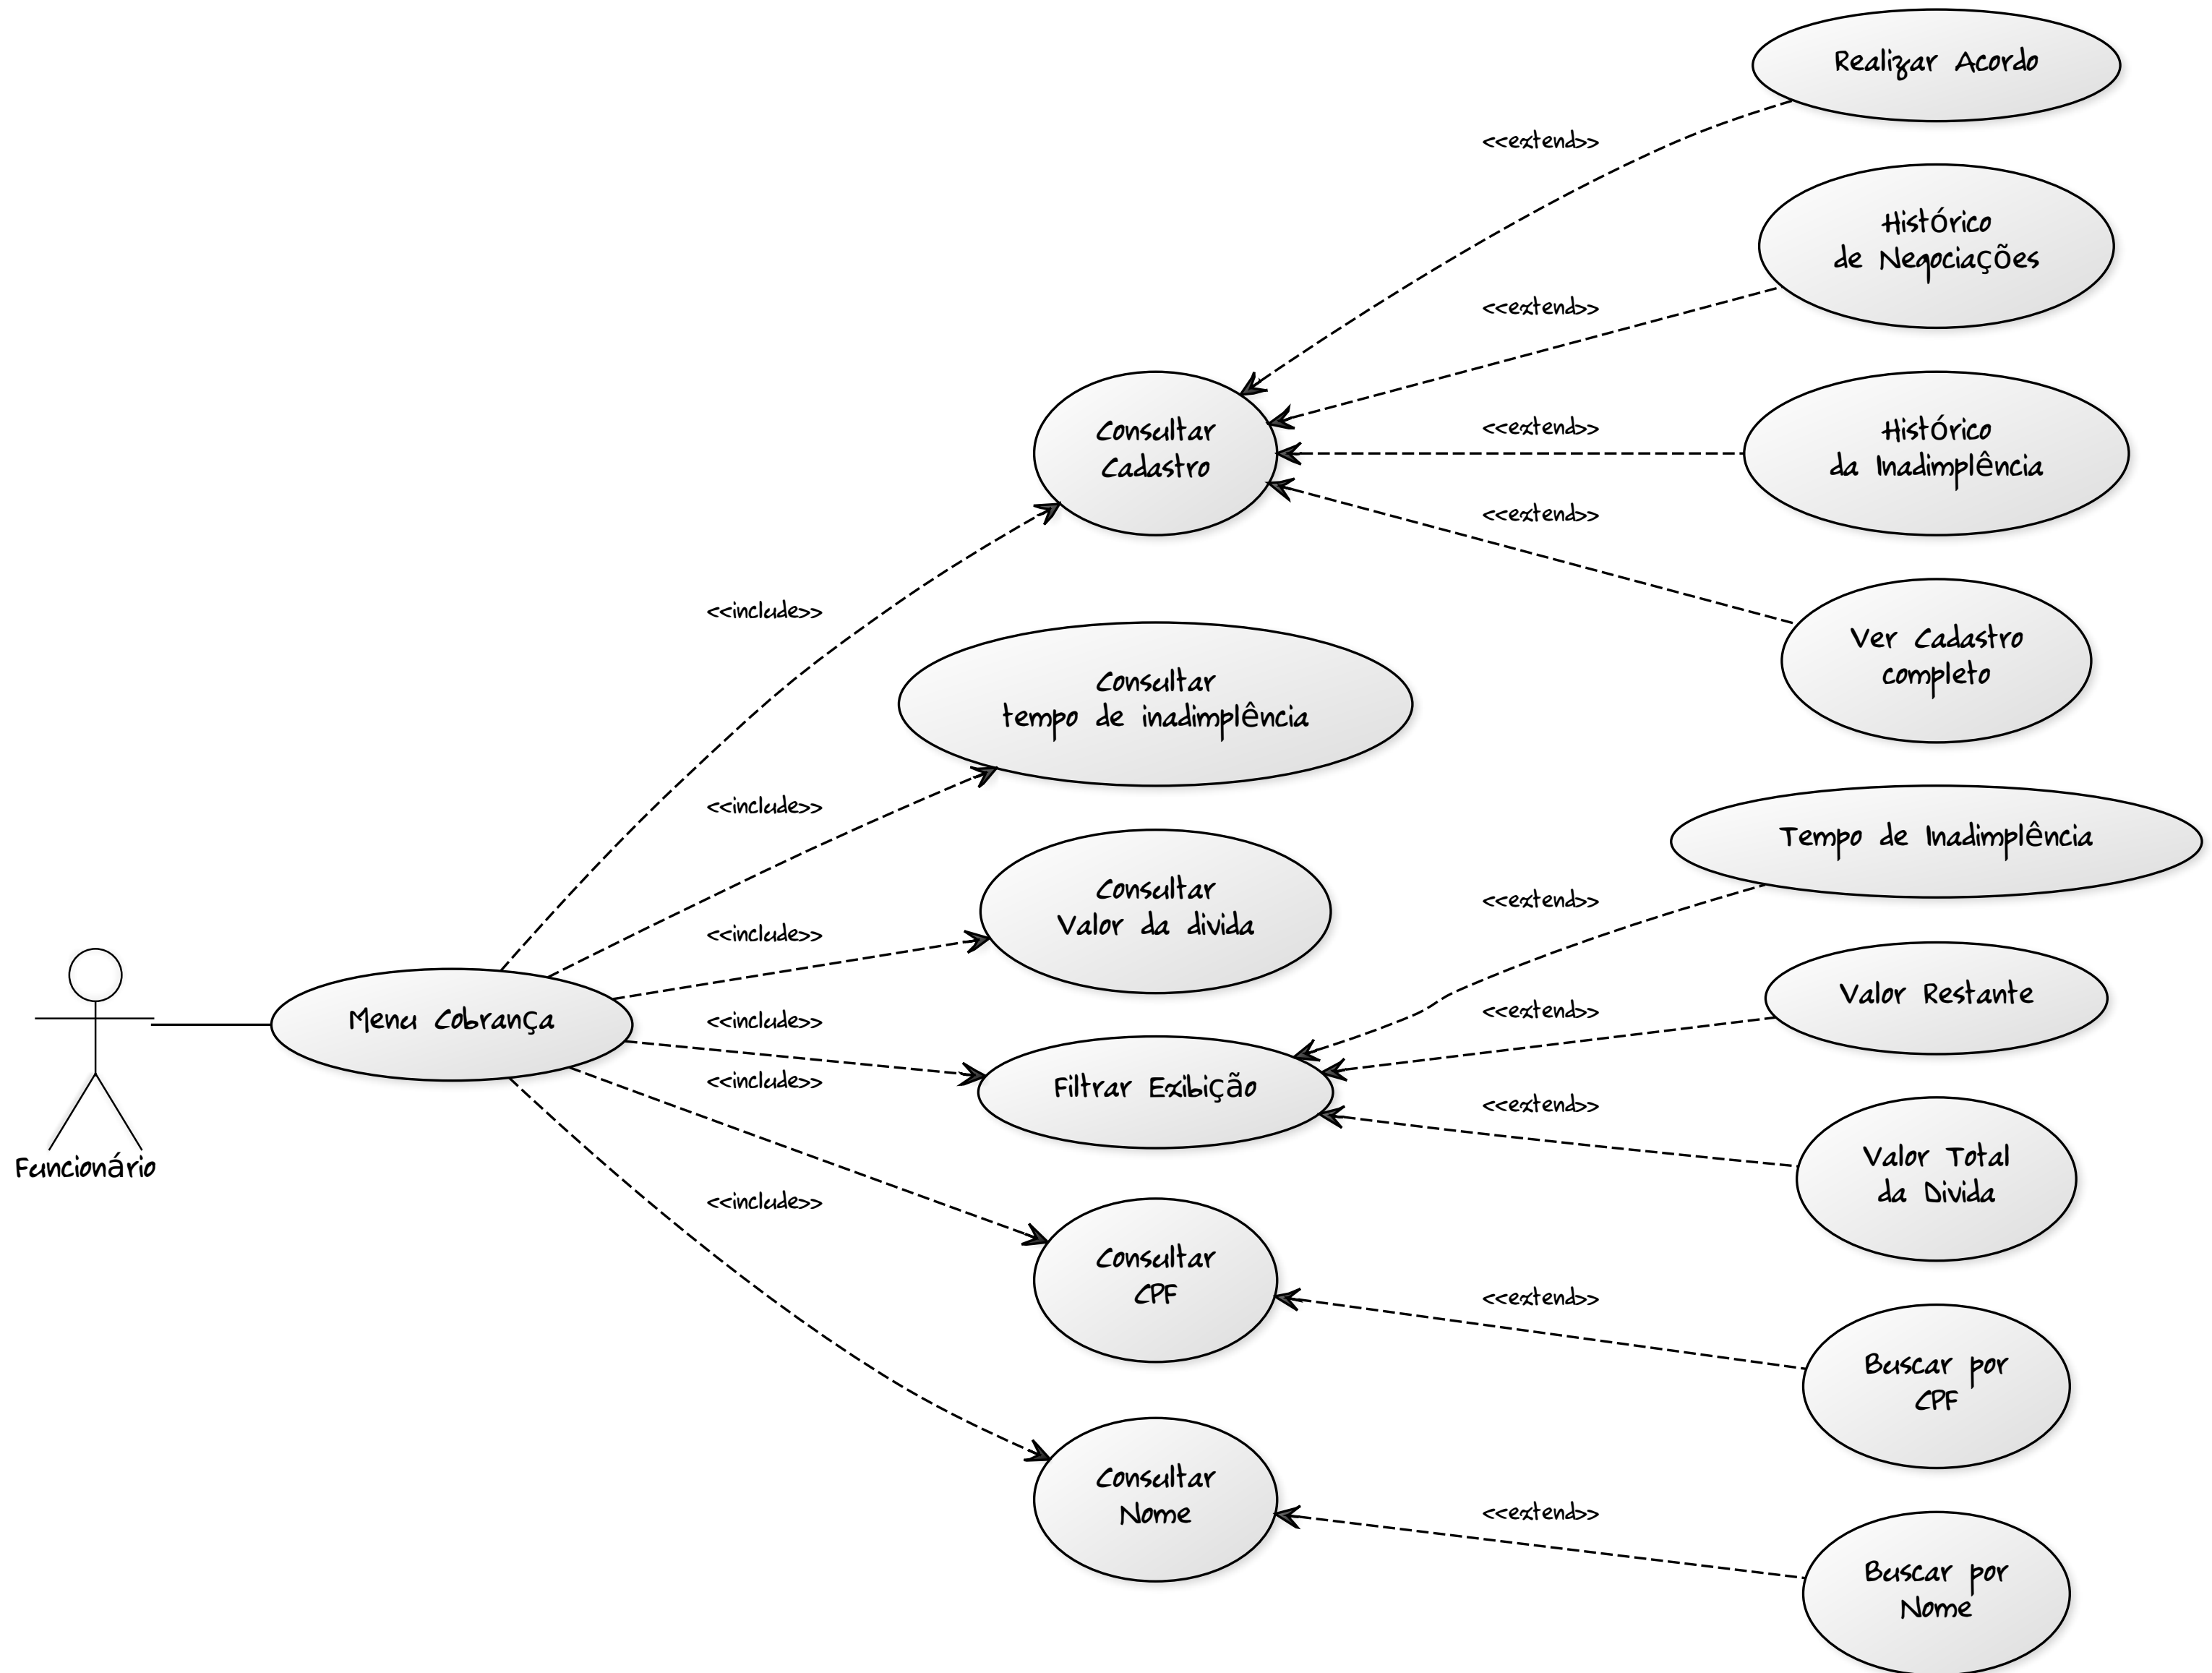 Realizar Acordo
<<extend>>
Histórico
de Negociações
<<extend>>
Consultar
Cadastro
<<extend>>
Histórico
da Inadimplência
<<extend>>
<<include>>
Ver Cadastro
completo
Consultar
tempo de inadimplência
<<include>>
Tempo de Inadimplência
<<extend>>
Consultar
Valor da divida
<<include>>
Valor Restante
<<extend>>
Menu Cobrança
<<include>>
Filtrar Exibição
<<include>>
<<extend>>
Valor Total
da Divida
Funcionário
<<include>>
Consultar
CPF
<<extend>>
Buscar por
CPF
Consultar
Nome
<<extend>>
Buscar por
Nome